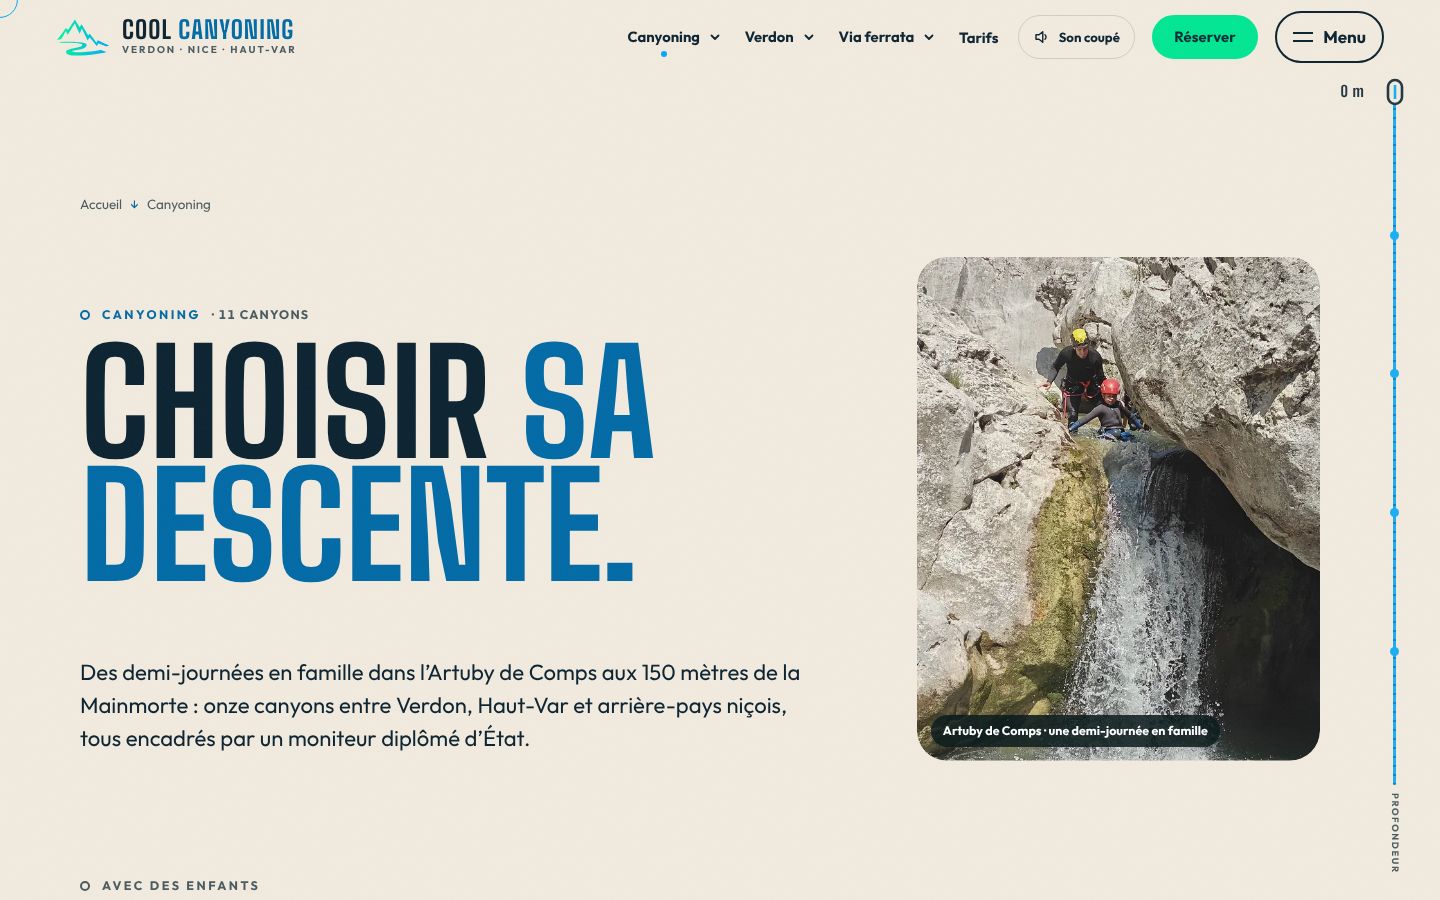 COOL CANYONING
VERDON · NICE · HAUT-VAR
Canyoning
Verdon
Via ferrata
Tarifs
Son coupé
Réserver
Menu
0 m
Accueil ↓ Canyoning
CANYONING · 11 CANYONS
CHOISIR SA
DESCENTE.
Des demi-journées en famille dans l’Artuby de Comps aux 150 mètres de la
Mainmorte : onze canyons entre Verdon, Haut-Var et arrière-pays niçois,
tous encadrés par un moniteur diplômé d’État.
Artuby de Comps · une demi-journée en famille
PROFONDEUR
AVEC DES ENFANTS